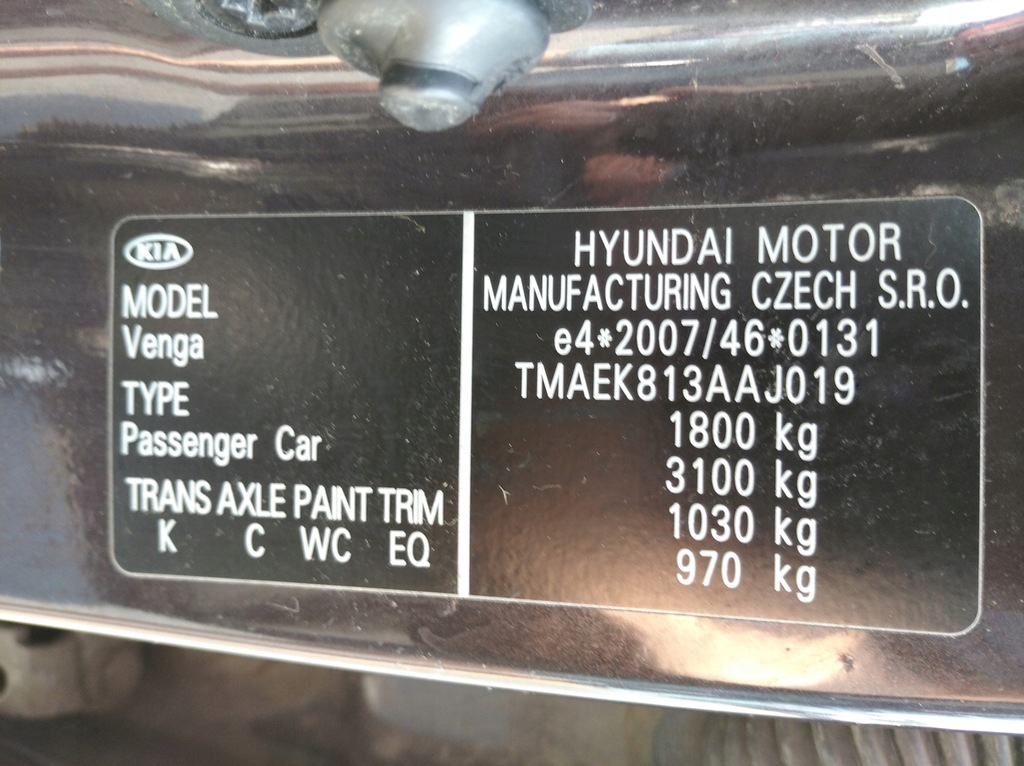 KIA
MODEL
Venga
TYPE
Passenger Car
TRANS AXLE PAINT TRIM
K C WC EQ
HYUNDAI MOTOR
MANUFACTURING CZECH S.R.O.
e4*2007/46*0131
TMAEK813AAJ019
1800 kg
3100 kg
1030 kg
970 kg